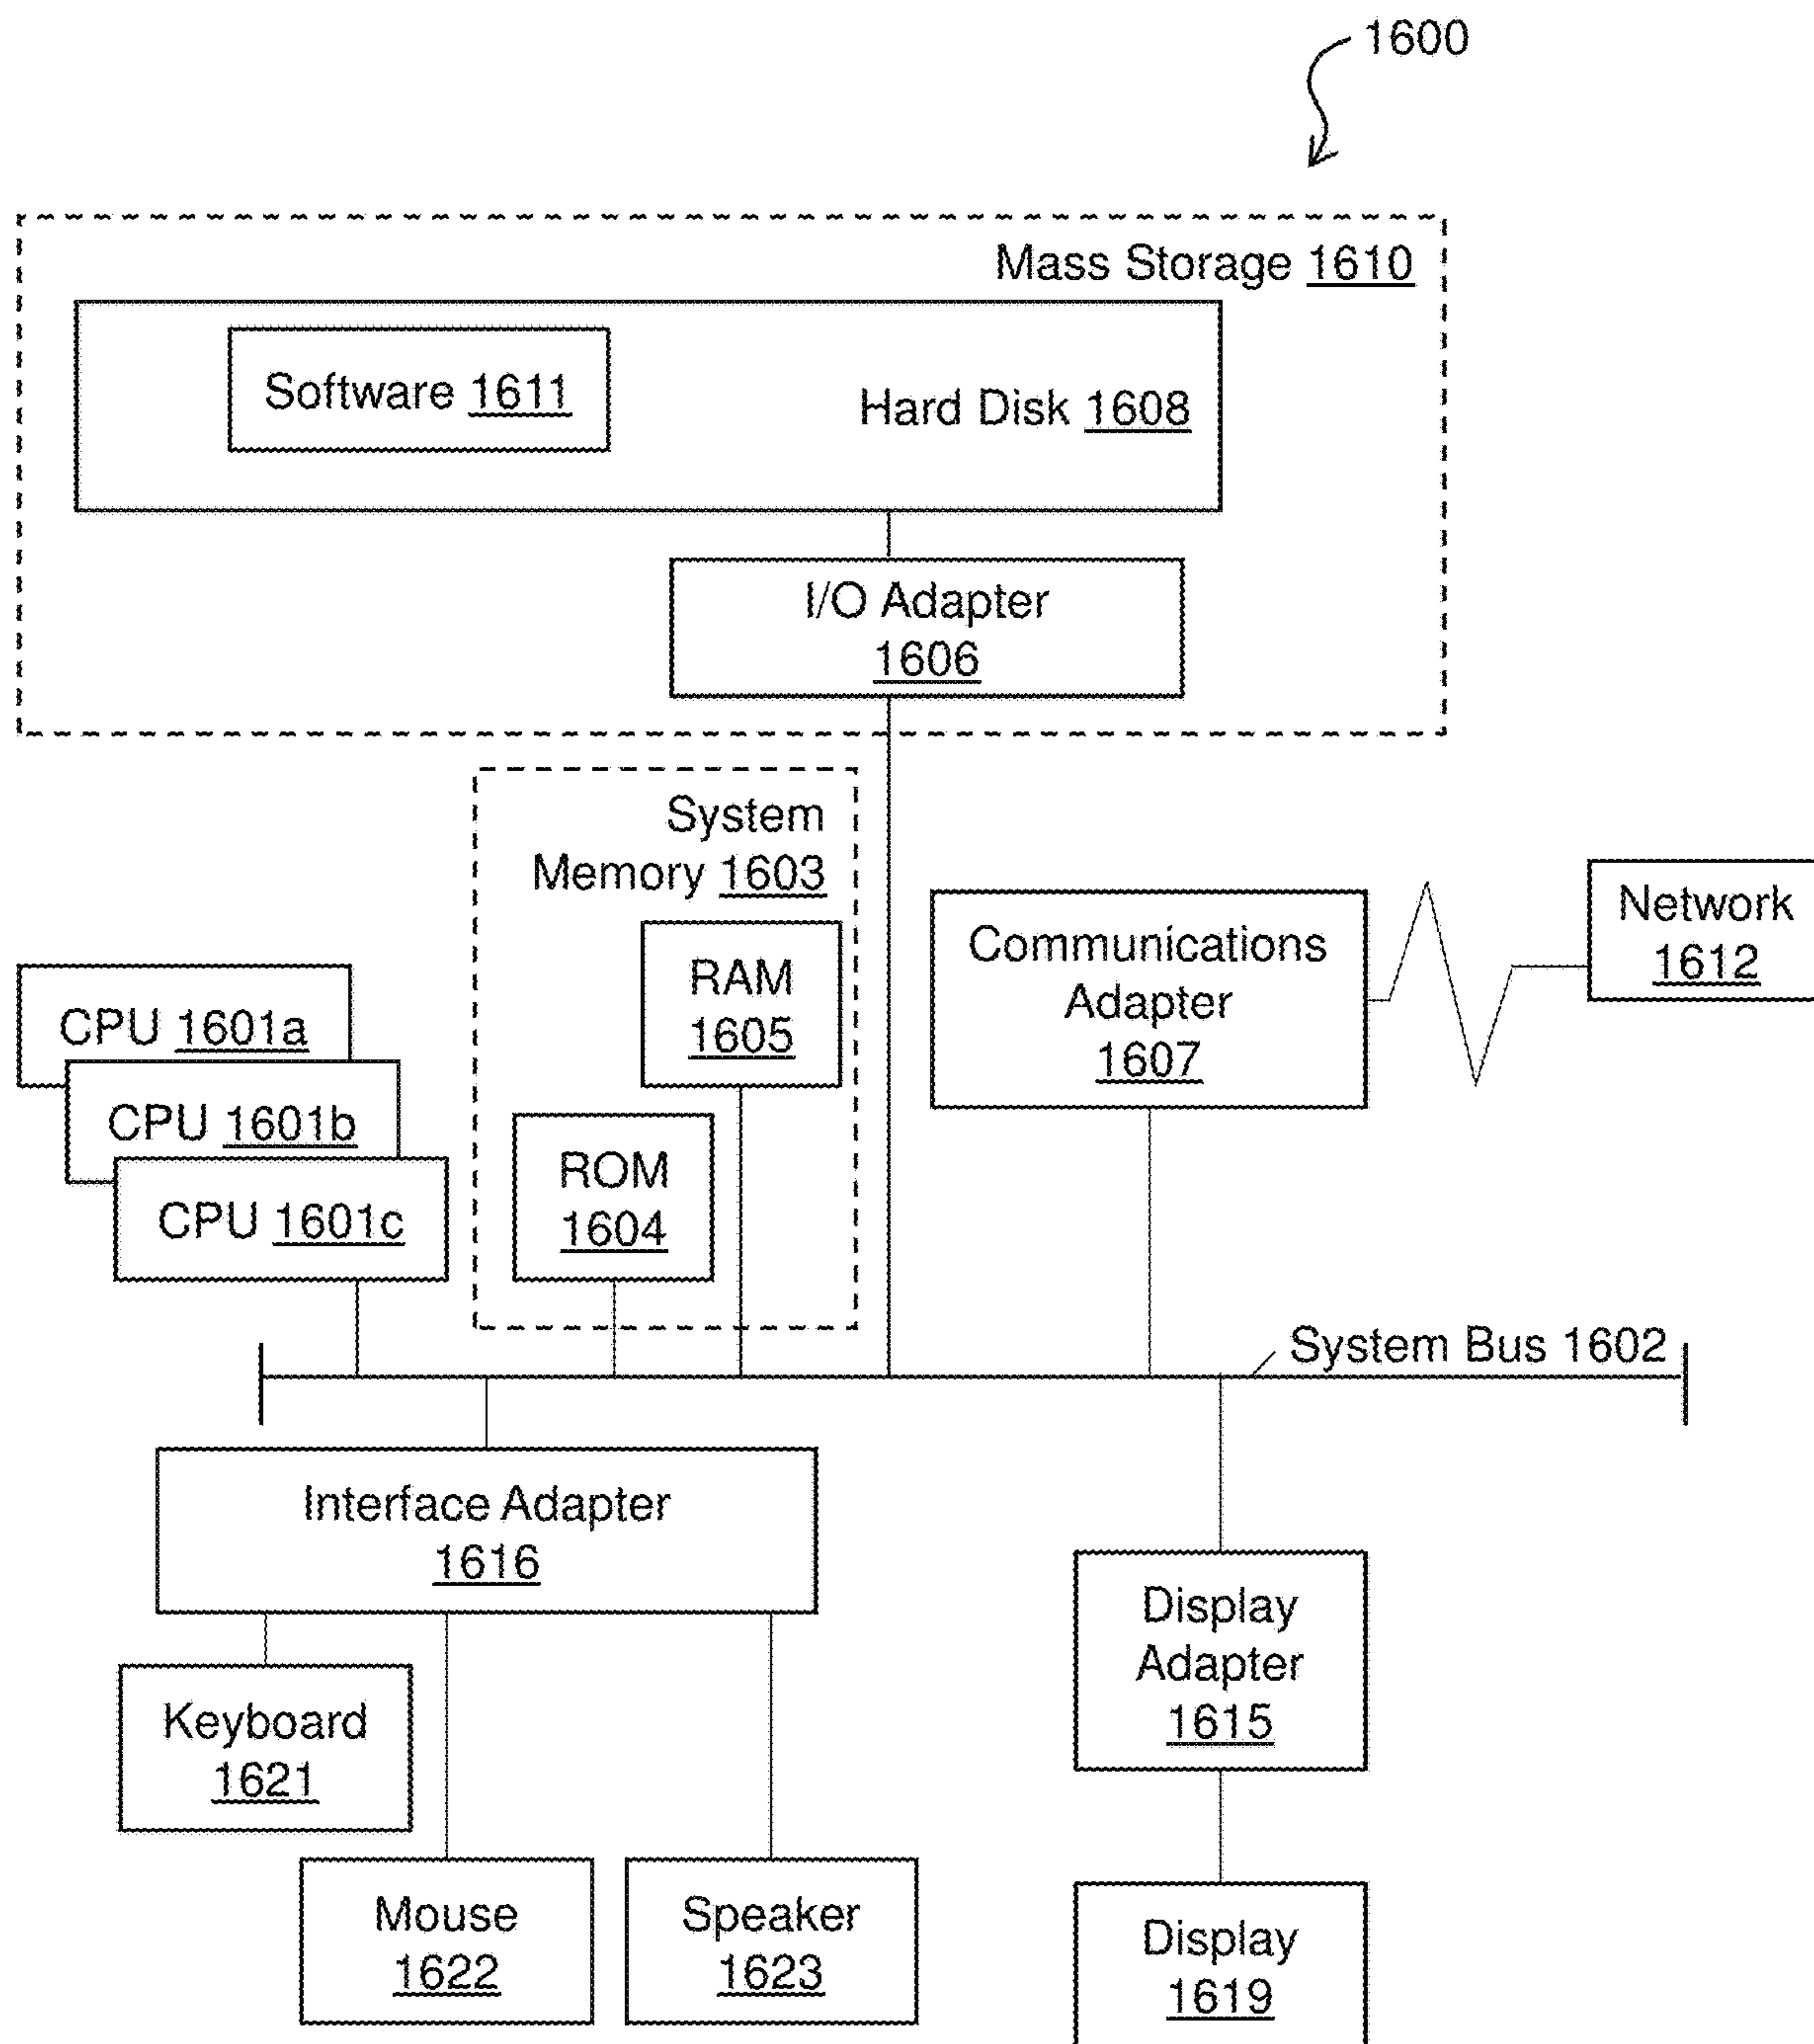 1600
Mass Storage 1610
Software 1611
Hard Disk 1608
I/O Adapter
1606
System
Memory 1603
RAM
1605
ROM
1604
Communications
Adapter
1607
Network
1612
CPU 1601a
CPU 1601b
CPU 1601c
System Bus 1602
Interface Adapter
1616
Display
Adapter
1615
Keyboard
1621
Mouse
1622
Speaker
1623
Display
1619